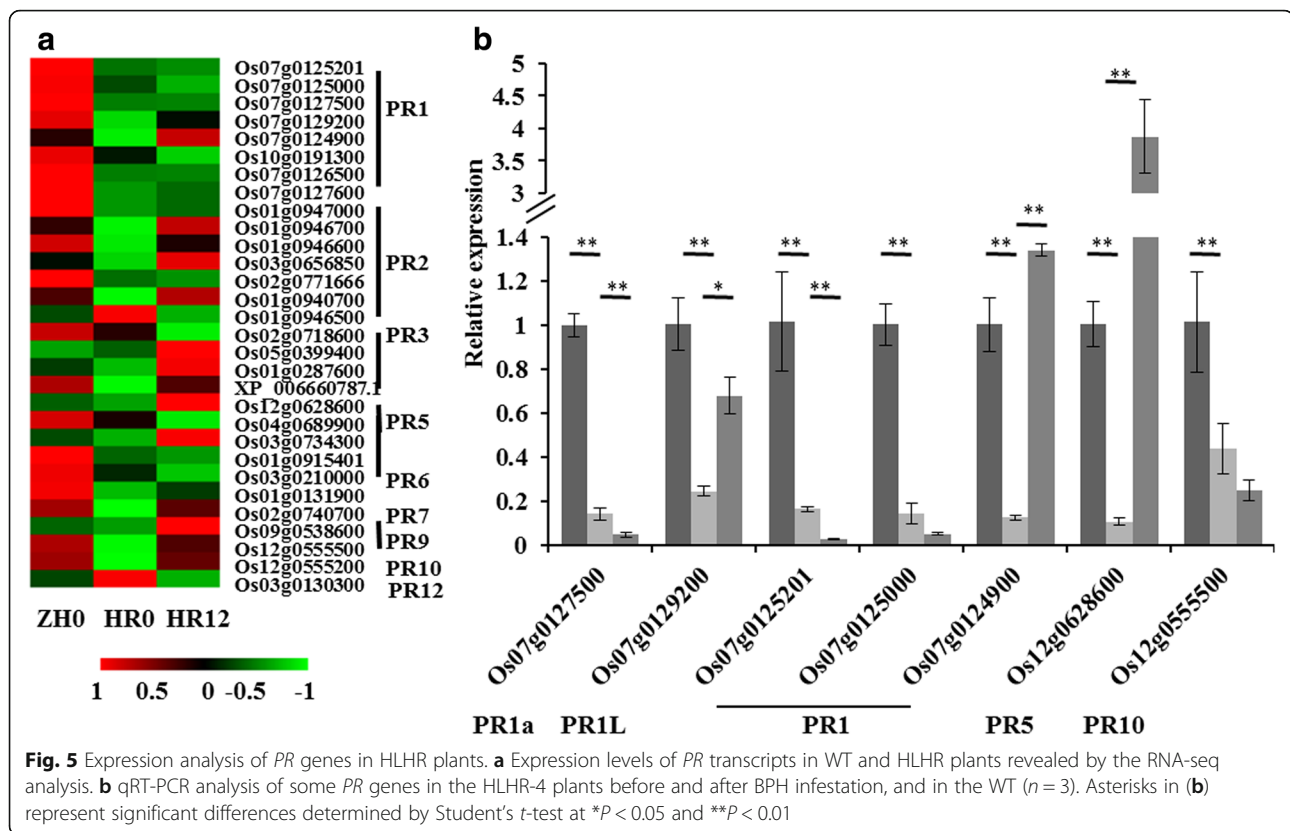 a
Os07g0125201
Os07g0125000
Os07g0127500
Os07g0129200
Os07g0124900
Os10g0191300
Os07g0126500
Os07g0127600
Os01g0947000
Os01g0946700
Os01g0946600
Os03g0656850
Os02g0771666
Os01g0940700
Os01g0946500
Os02g0718600
Os05g0399400
Os01g0287600
XP_006660787.1
Os12g0628600
Os04g0689900
Os03g0734300
Os01g0915401
Os03g0210000
Os01g0131900
Os02g0740700
Os09g0538600
Os12g0555500
Os12g0555200
Os03g0130300
PR1
PR2
PR3
PR5
PR6
PR7
PR9
PR10
PR12
ZH0 HR0 HR12
1 0.5 0 -0.5 -1
b
Relative expression
5
4.5
4
3.5
3
1.4
1.2
1
0.8
0.6
0.4
0.2
0
** **
** *
** **
**
** **
** **
**
Os07g0127500
Os07g0129200
Os07g0125201
Os07g0125000
Os07g0124900
Os12g0628600
Os12g0555500
PR1a PR1L PR1 PR5 PR10
Fig. 5 Expression analysis of PR genes in HLHR plants. a Expression levels of PR transcripts in WT and HLHR plants revealed by the RNA-seq
analysis. b qRT-PCR analysis of some PR genes in the HLHR-4 plants before and after BPH infestation, and in the WT (n = 3). Asterisks in (b)
represent significant differences determined by Student's t-test at *P < 0.05 and **P < 0.01